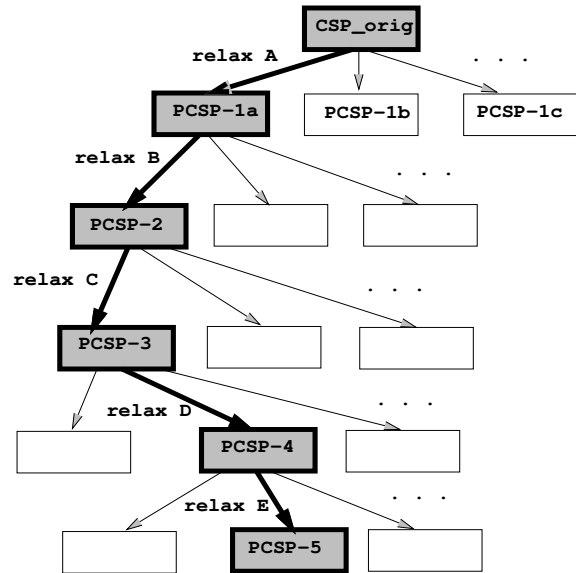 CSP_orig
relax A
. . .
PCSP-1a
PCSP-1b
PCSP-1c
relax B
. . .
PCSP-2
relax C
. . .
PCSP-3
relax D
. . .
PCSP-4
relax E
. . .
PCSP-5